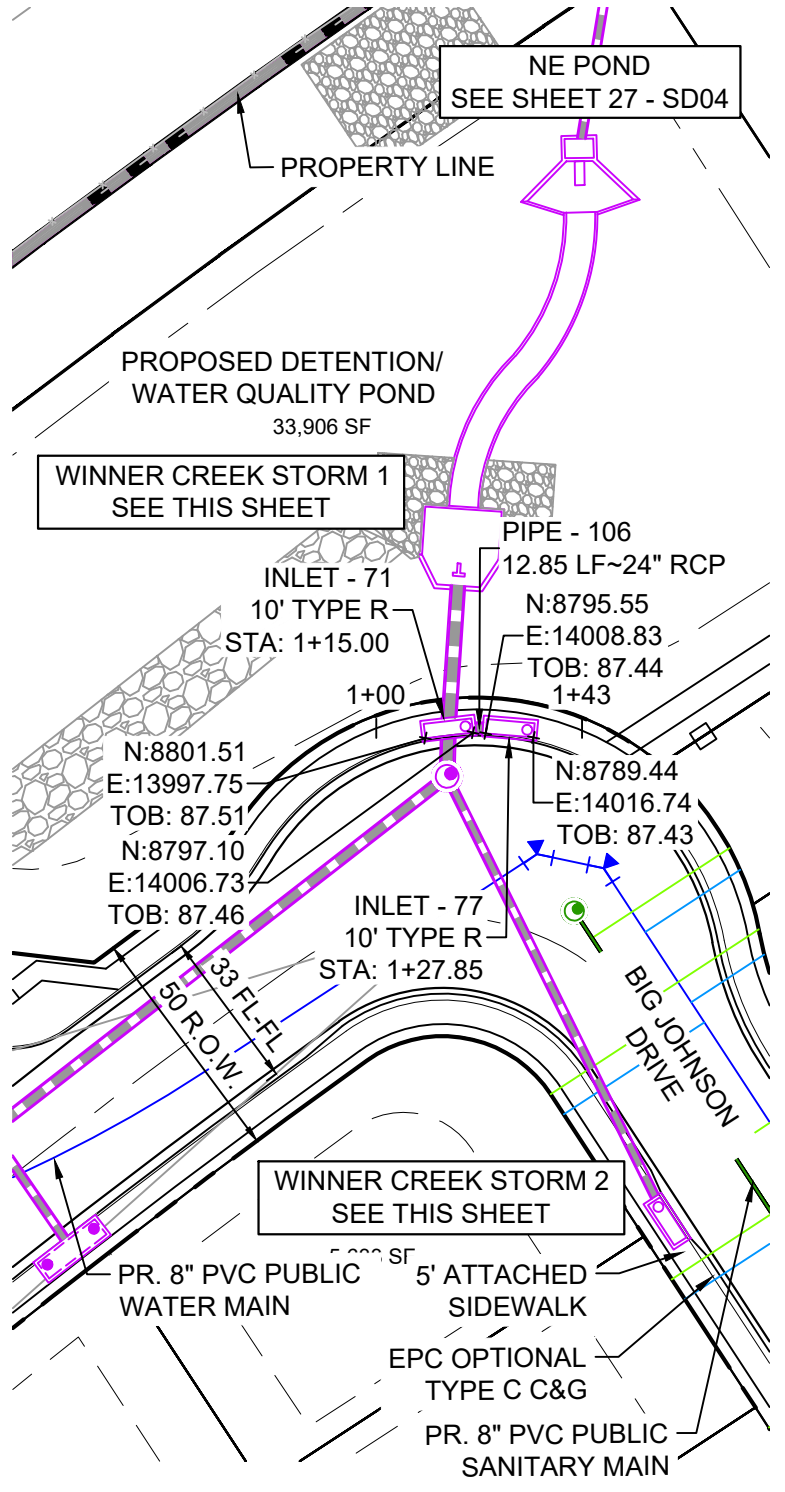 NE POND
SEE SHEET 27 - SD04
PROPERTY LINE
PROPOSED DETENTION/
WATER QUALITY POND
33,906 SF
WINNER CREEK STORM 1
SEE THIS SHEET
PIPE - 106
12.85 LF~24" RCP
INLET - 71
10' TYPE R
STA: 1+15.00
N:8795.55
E:14008.83
TOB: 87.44
1+00
1+43
N:8801.51
E:13997.75
TOB: 87.51
N:8789.44
E:14016.74
TOB: 87.43
N:8797.10
E:14006.73
TOB: 87.46
INLET - 77
10' TYPE R
STA: 1+27.85
33 FL-FL
50 R.O.W.
BIG JOHNSON
DRIVE
WINNER CREEK STORM 2
SEE THIS SHEET
SF
PR. 8" PVC PUBLIC
WATER MAIN
5' ATTACHED
SIDEWALK
EPC OPTIONAL
TYPE C C&G
PR. 8" PVC PUBLIC
SANITARY MAIN